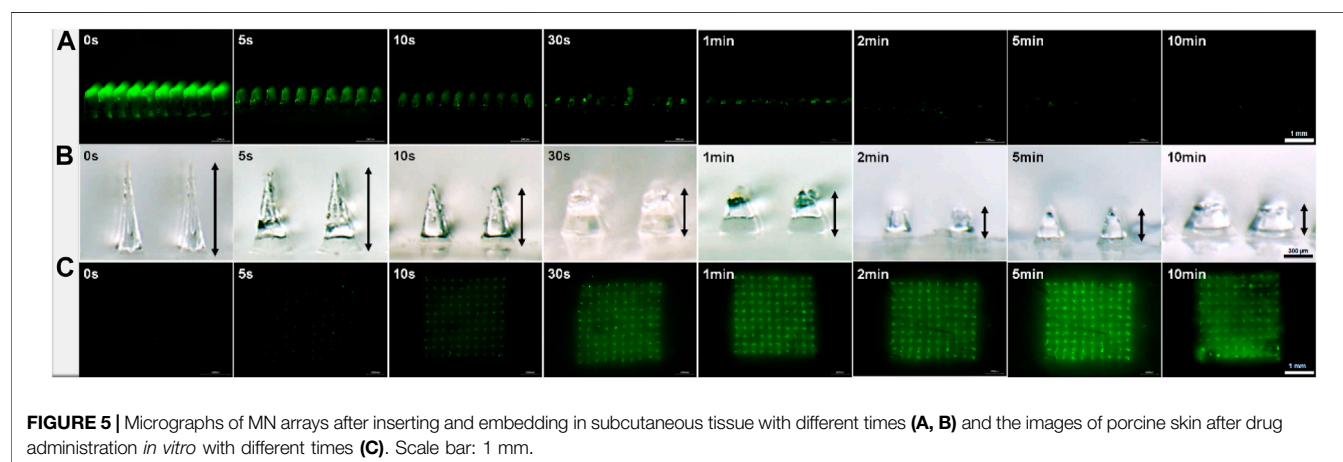 A 0s 5s 10s 30s 1min 2min 5min 10min
1 mm
B 0s 5s 10s 30s 1min 2min 5min 10min
300 µm
C 0s 5s 10s 30s 1min 2min 5min 10min
1 mm
FIGURE 5 | Micrographs of MN arrays after inserting and embedding in subcutaneous tissue with different times (A, B) and the images of porcine skin after drug
administration in vitro with different times (C). Scale bar: 1 mm.